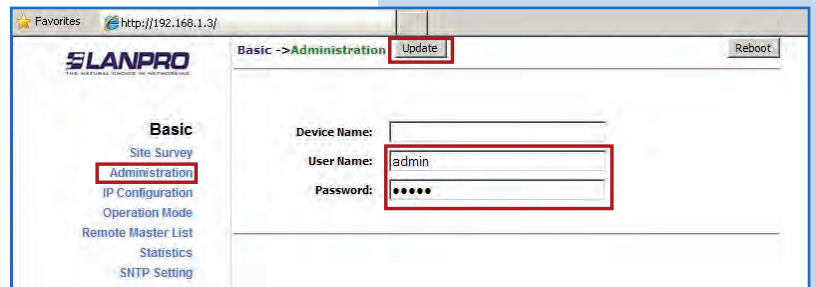 Favorites http://192.168.1.3/
LANPRO
THE NATURAL CHOICE IN NETWORKING
Basic ->Administration Update Reboot
Basic
Site Survey
Administration
IP Configuration
Operation Mode
Remote Master List
Statistics
SNTP Setting
Device Name:
User Name: admin
Password: •••••